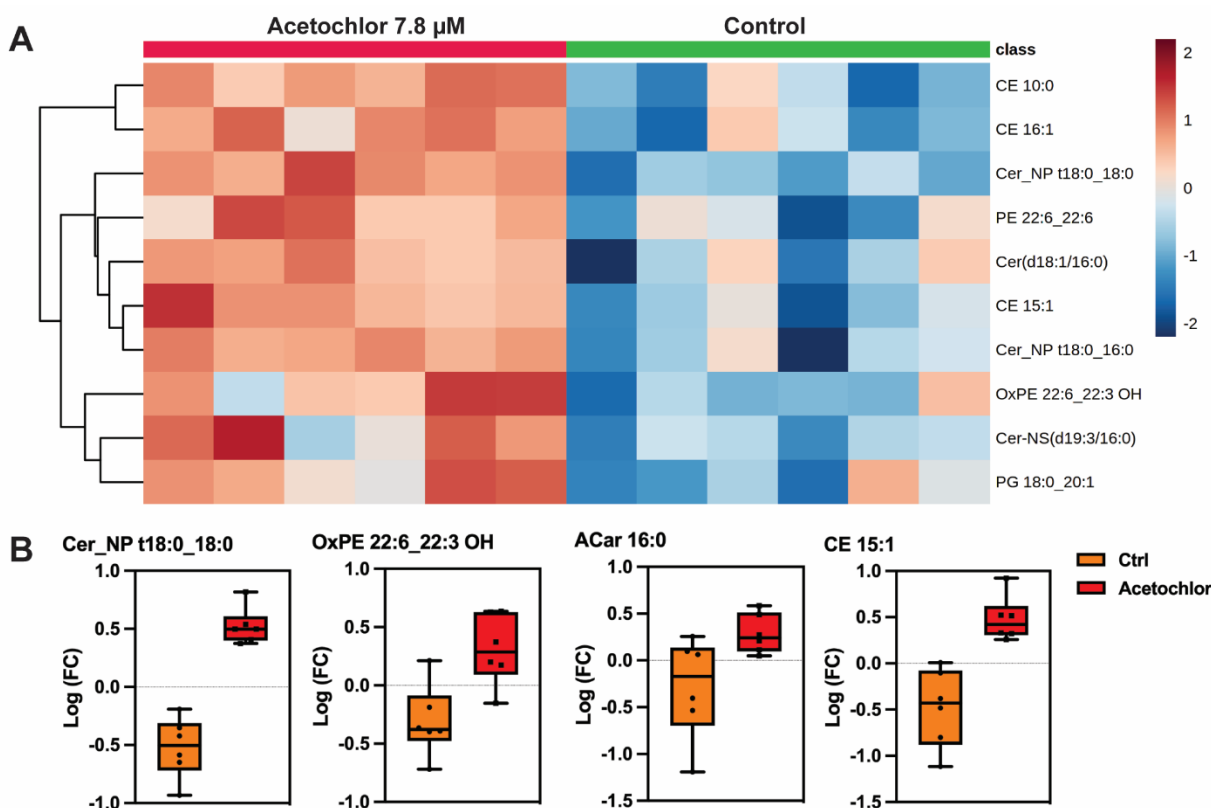 A
Acetochlor 7.8 µM
Control
class
CE 10:0
CE 16:1
Cer_NP t18:0_18:0
PE 22:6_22:6
Cer(d18:1/16:0)
CE 15:1
Cer_NP t18:0_16:0
OxPE 22:6_22:3 OH
Cer-NS(d19:3/16:0)
PG 18:0_20:1
2
1
0
-1
-2
B
Cer_NP t18:0_18:0
Log (FC)
1.0
0.5
0.0
-0.5
-1.0
OxPE 22:6_22:3 OH
Log (FC)
1.0
0.5
0.0
-0.5
-1.0
ACar 16:0
Log (FC)
1.0
0.5
0.0
-0.5
-1.0
-1.5
CE 15:1
Log (FC)
1.0
0.5
0.0
-0.5
-1.0
-1.5
Ctrl
Acetochlor